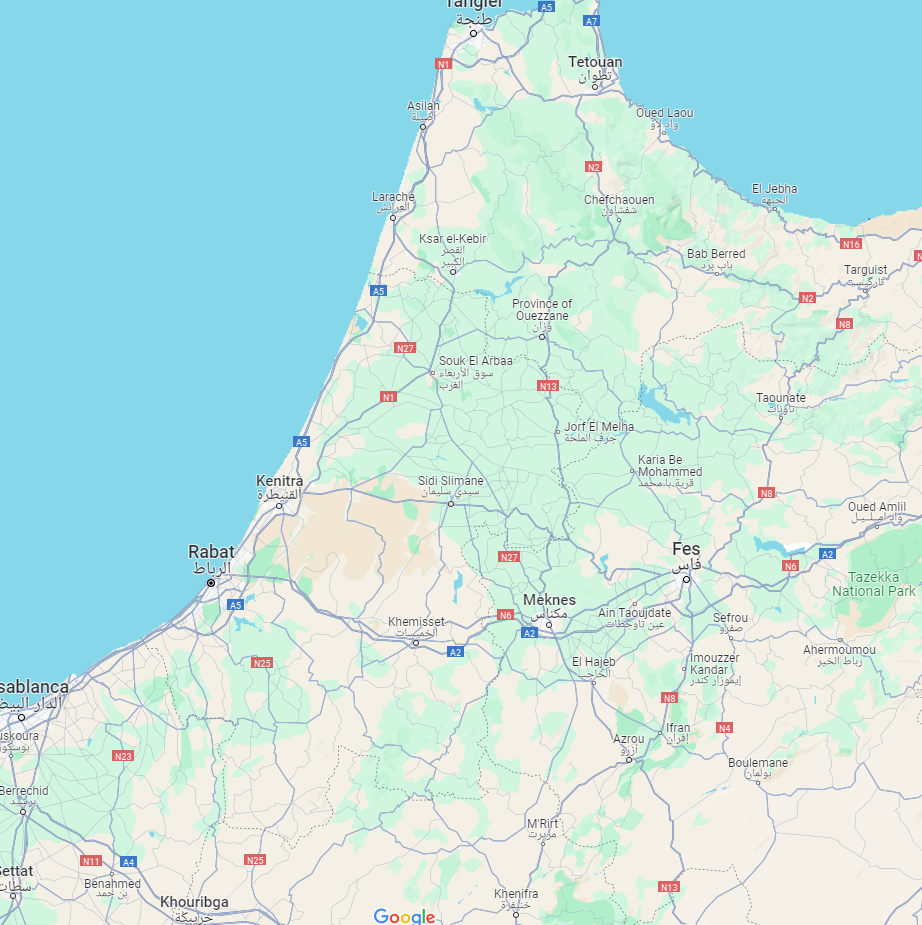 Tangier
طنجة
A5
A7
N1
Tetouan
تطوان
Asilah
أصيلة
Oued Laou
واد لاو
N2
El Jebha
الجبهة
Larache
العرائش
Chefchaouen
شفشاون
Ksar el-Kebir
القصر
الكبير
N16
Bab Berred
باب برد
Targuist
تارگيست
A5
N2
Province of
Ouezzane
وزان
N8
N27
Souk El Arbaa
سوق الأربعاء
الغرب
N13
N1
Taounate
تاونات
Jorf El Melha
جرف الملحة
A5
Karia Be
Mohammed
قرية با محمد
Kenitra
القنيطرة
Sidi Slimane
سيدي سليمان
N8
Oued Amlil
واد أمليل
Rabat
الرباط
N27
Fes
فاس
A2
N6
Tazekka
National Park
A5
Meknes
مكناس
N6
Ain Taoujdate
عين تاوجطات
Sefrou
صفرو
Khemisset
الخميسات
A2
A2
N25
El Hajeb
الحاجب
Imouzzer
Kandar
إيموزار كندر
Ahermoumou
رباط الخير
sablanca
الدار البيض
N8
uskoura
بوسكور
N23
Azrou
أزرو
Ifran
إفران
N4
Boulemane
بولمان
Berrechid
برشيد
M'Rirt
مريرت
N11
A4
N25
Settat
سطات
Benahmed
بن حمد
N13
Khouribga
خريبكة
Khenifra
خنيفرة
Google